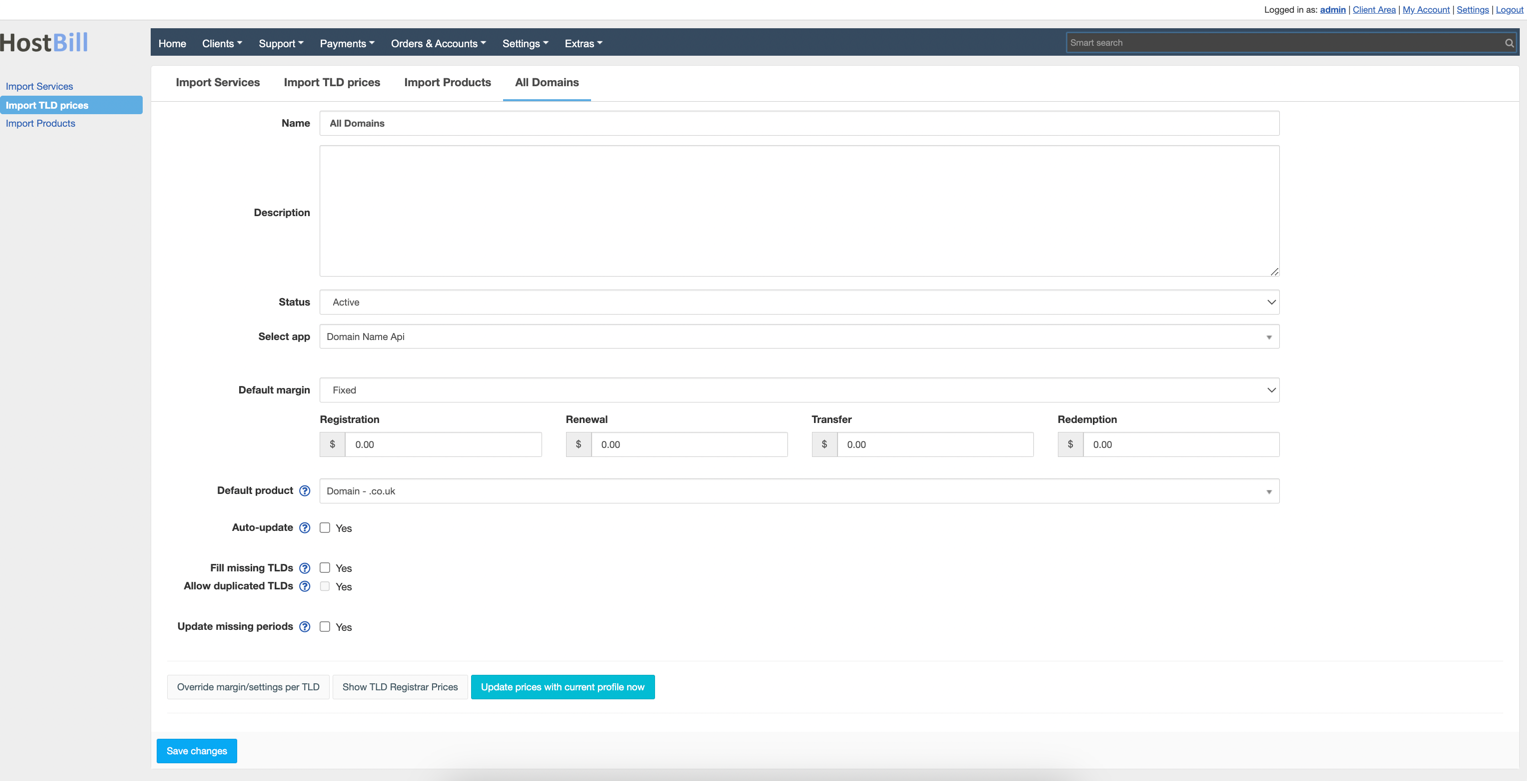 Logged in as: admin | Client Area | My Account | Settings | Logout
HostBill
Home Clients Support Payments Orders & Accounts Settings Extras Smart search
Import Services
Import TLD prices
Import Products
Import Services Import TLD prices Import Products All Domains
Name All Domains
Description
Status Active
Select app Domain Name Api
Default margin Fixed
Registration Renewal Transfer Redemption
$ 0.00 $ 0.00 $ 0.00 $ 0.00
Default product ? Domain - .co.uk
Auto-update ? Yes
Fill missing TLDs ? Yes
Allow duplicated TLDs ? Yes
Update missing periods ? Yes
Override margin/settings per TLD Show TLD Registrar Prices Update prices with current profile now
Save changes